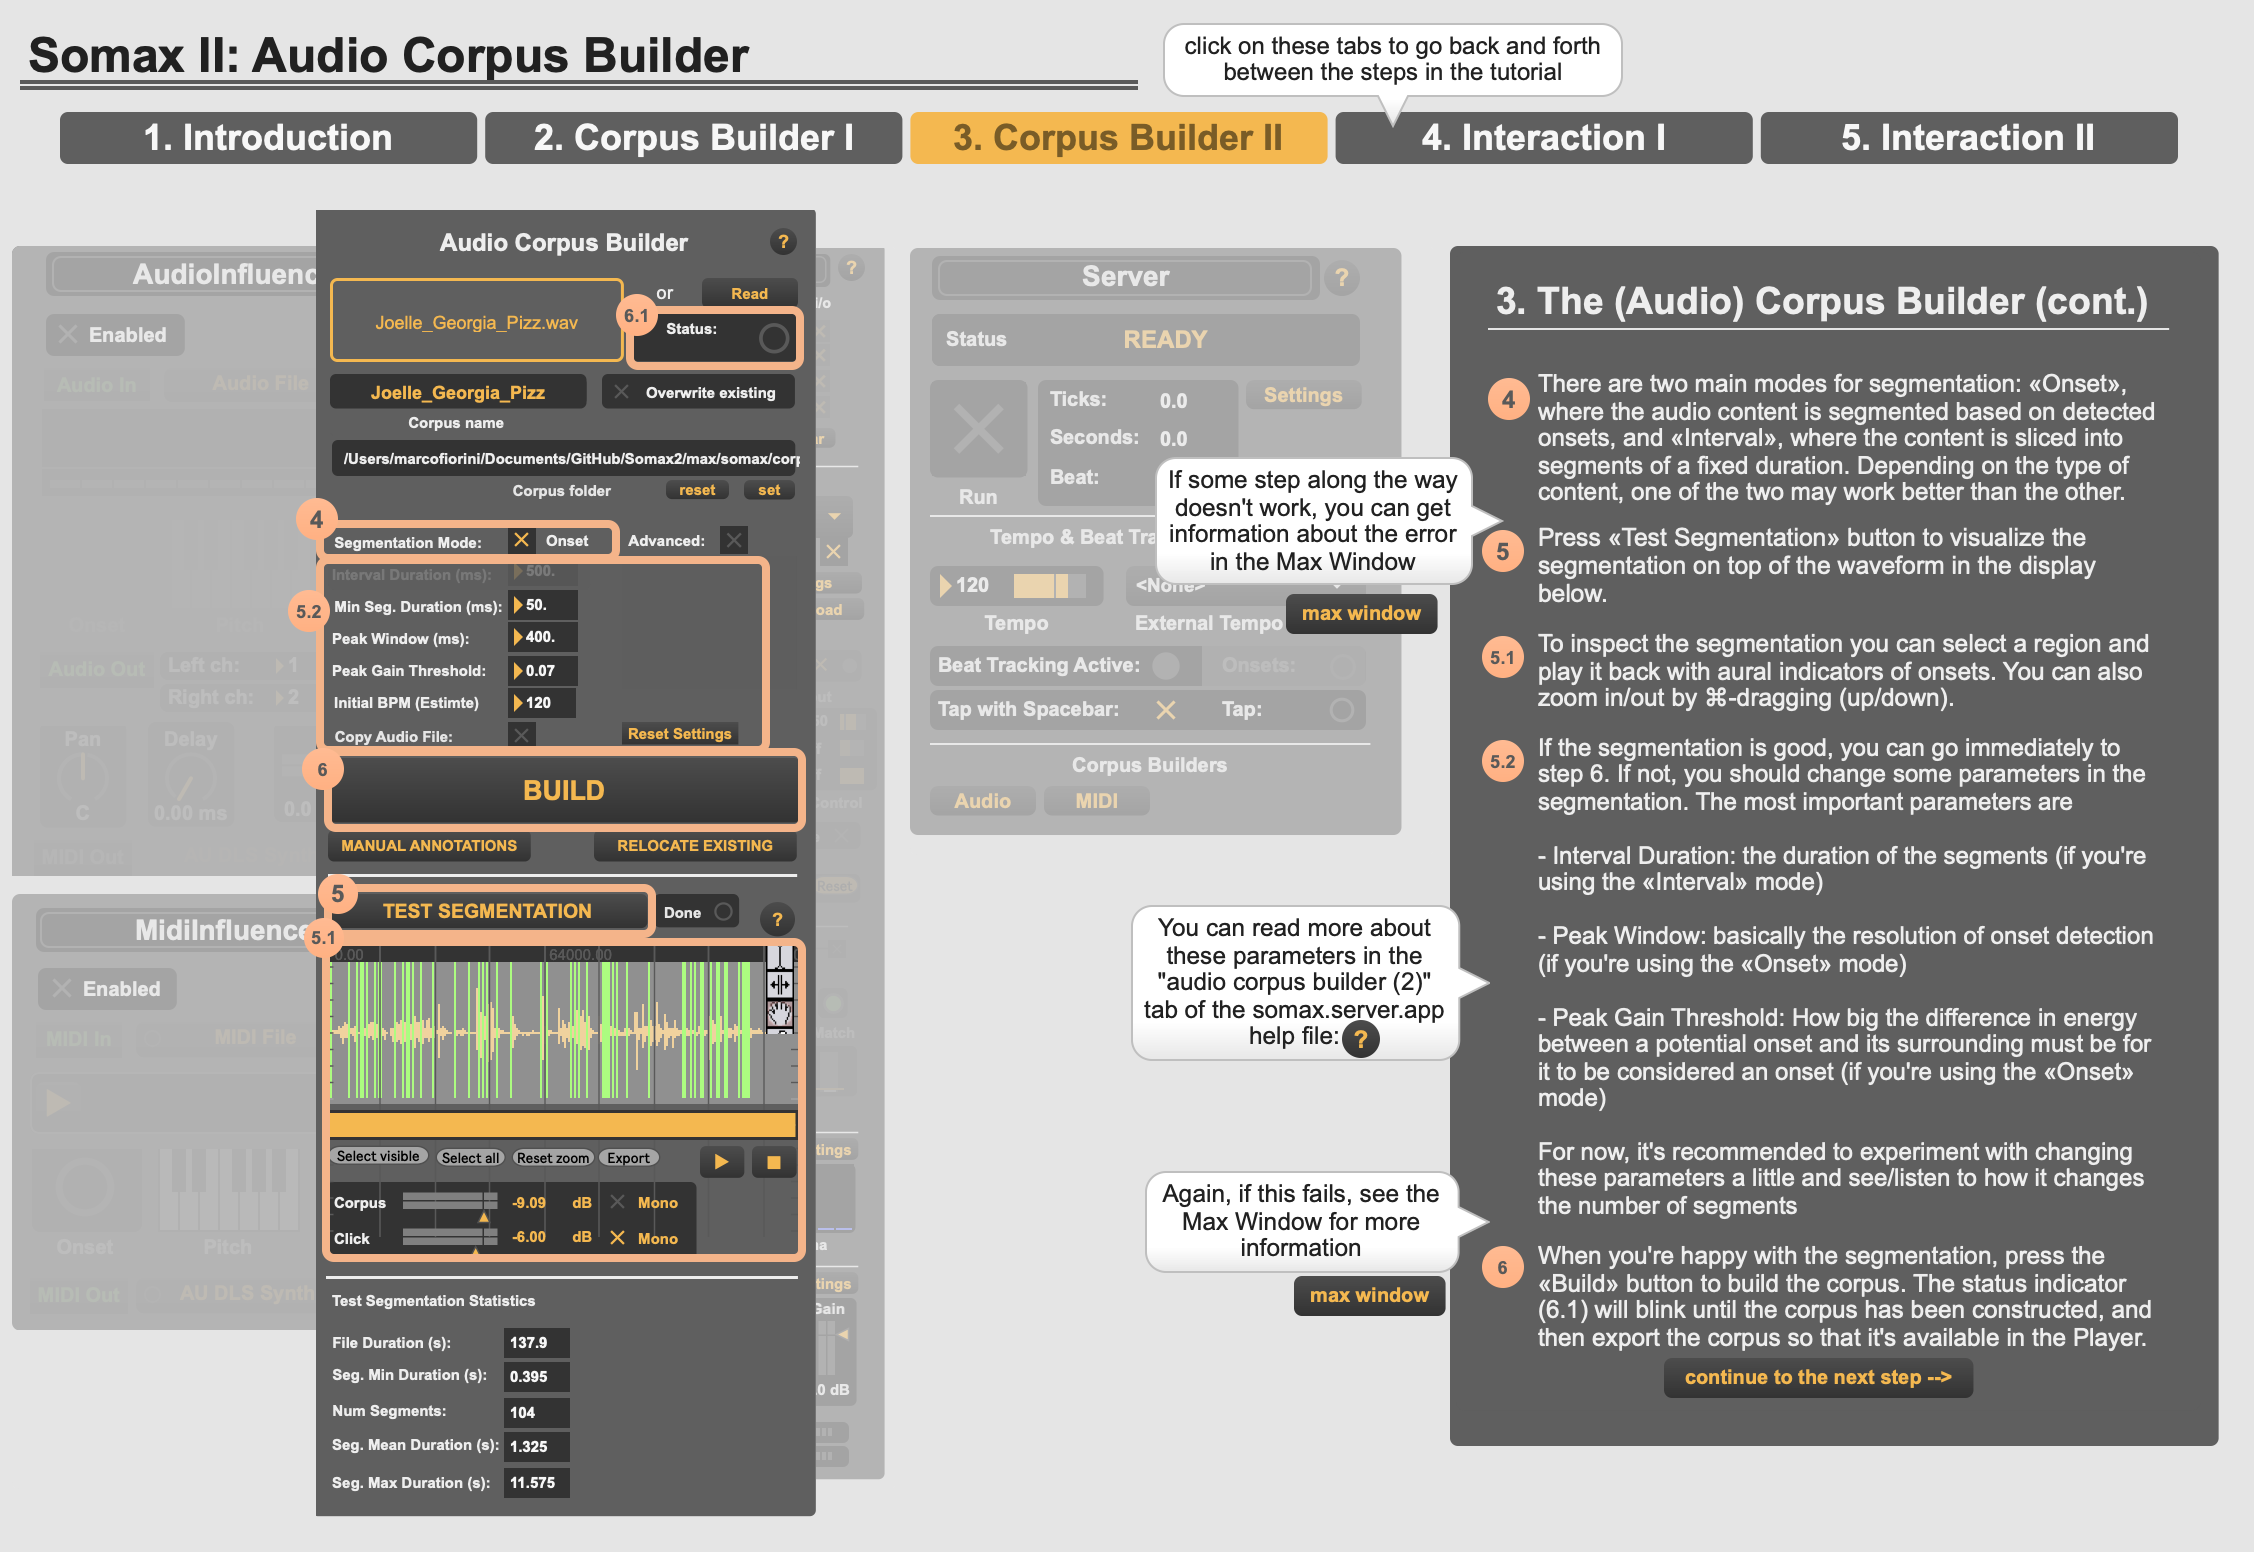 Somax II: Audio Corpus Builder
click on these tabs to go back and forth
between the steps in the tutorial
1. Introduction
2. Corpus Builder I
3. Corpus Builder II
4. Interaction I
5. Interaction II
AudioInfluenc
Enabled
Audio In
Audio File
Audio Out
Left ch:
1
Right ch:
2
Pan
C
Delay
0.00 ms
0.0
MIDI Out
MidiInfluence
Enabled
MIDI In
MIDI File
Onset
Pitch
MIDI Out
AU DLS Synth
Audio Corpus Builder
?
Joelle_Georgia_Pizz.wav
or
Read
6.1
Status:
Joelle_Georgia_Pizz
Overwrite existing
Corpus name
/Users/marcofiorini/Documents/GitHub/Somax2/max/somax/corp
Corpus folder
reset
set
4
Segmentation Mode:
Onset
Advanced:
Interval Duration (ms):
500.
5.2
Min Seg. Duration (ms):
50.
Peak Window (ms):
400.
Peak Gain Threshold:
0.07
Initial BPM (Estimte)
120
Copy Audio File:
Reset Settings
6
BUILD
MANUAL ANNOTATIONS
RELOCATE EXISTING
5
TEST SEGMENTATION
Done
?
5.1
0.00
64000.00
Select visible
Select all
Reset zoom
Export
Corpus
-9.09
dB
Mono
Click
-6.00
dB
Mono
Test Segmentation Statistics
File Duration (s):
137.9
Seg. Min Duration (s):
0.395
Num Segments:
104
Seg. Mean Duration (s):
1.325
Seg. Max Duration (s):
11.575
?
Reset
Match
tings
tings
Gain
.0 dB
Server
?
Status
READY
Ticks:
0.0
Settings
Seconds:
0.0
Beat:
Run
Tempo & Beat Tra
120
<None>
Tempo
External Tempo
Beat Tracking Active:
Onsets:
Tap with Spacebar:
Tap:
Corpus Builders
Audio
MIDI
If some step along the way
doesn't work, you can get
information about the error
in the Max Window
max window
You can read more about
these parameters in the
"audio corpus builder (2)"
tab of the somax.server.app
help file: ?
Again, if this fails, see the
Max Window for more
information
max window
3. The (Audio) Corpus Builder (cont.)
4
There are two main modes for segmentation: «Onset»,
where the audio content is segmented based on detected
onsets, and «Interval», where the content is sliced into
segments of a fixed duration. Depending on the type of
content, one of the two may work better than the other.
5
Press «Test Segmentation» button to visualize the
segmentation on top of the waveform in the display
below.
5.1
To inspect the segmentation you can select a region and
play it back with aural indicators of onsets. You can also
zoom in/out by ⌘-dragging (up/down).
5.2
If the segmentation is good, you can go immediately to
step 6. If not, you should change some parameters in the
segmentation. The most important parameters are
- Interval Duration: the duration of the segments (if you're
using the «Interval» mode)
- Peak Window: basically the resolution of onset detection
(if you're using the «Onset» mode)
- Peak Gain Threshold: How big the difference in energy
between a potential onset and its surrounding must be for
it to be considered an onset (if you're using the «Onset»
mode)
For now, it's recommended to experiment with changing
these parameters a little and see/listen to how it changes
the number of segments
6
When you're happy with the segmentation, press the
«Build» button to build the corpus. The status indicator
(6.1) will blink until the corpus has been constructed, and
then export the corpus so that it's available in the Player.
continue to the next step -->